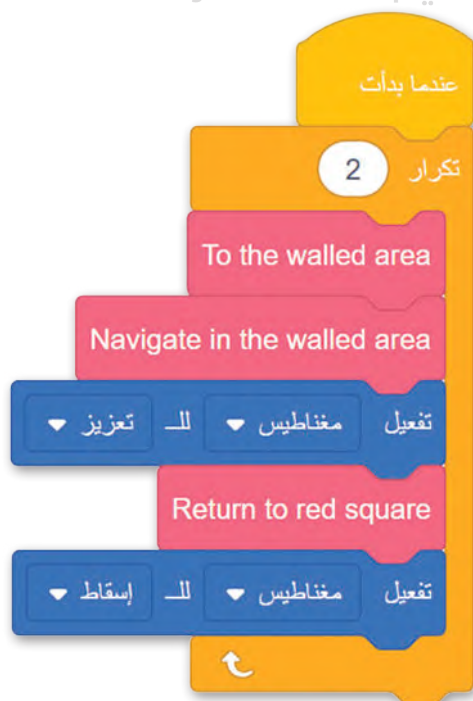 عندما بدأت
تكرار 2
To the walled area
Navigate in the walled area
تفعيل مغناطيس للـ تعزيز
Return to red square
تفعيل مغناطيس للـ إسقاط